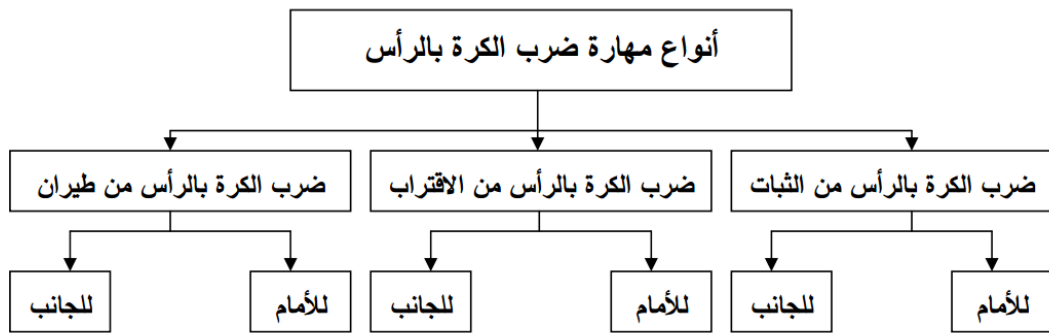 أنواع مهارة ضرب الكرة بالرأس
ضرب الكرة بالرأس من الثبات
ضرب الكرة بالرأس من الاقتراب
ضرب الكرة بالرأس من طيران
للأمام
للجانب
للأمام
للجانب
للأمام
للجانب